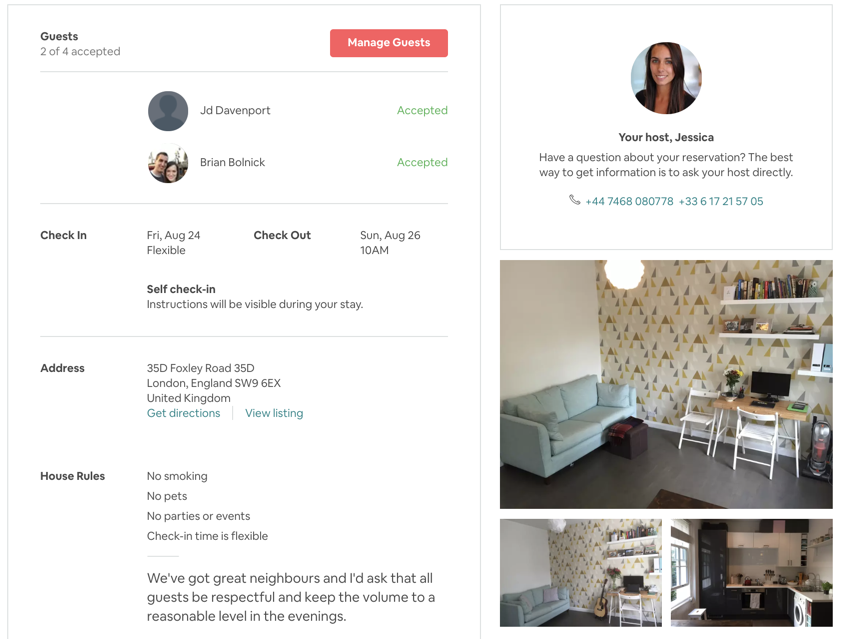 Guests
2 of 4 accepted
Manage Guests
Jd Davenport
Accepted
Brian Bolnick
Accepted
Check In
Fri, Aug 24
Flexible
Check Out
Sun, Aug 26
10AM
Self check-in
Instructions will be visible during your stay.
Address
35D Foxley Road 35D
London, England SW9 6EX
United Kingdom
Get directions
View listing
House Rules
No smoking
No pets
No parties or events
Check-in time is flexible
We've got great neighbours and I'd ask that all
guests be respectful and keep the volume to a
reasonable level in the evenings.
Your host, Jessica
Have a question about your reservation? The best
way to get information is to ask your host directly.
+44 7468 080778 +33 6 17 21 57 05